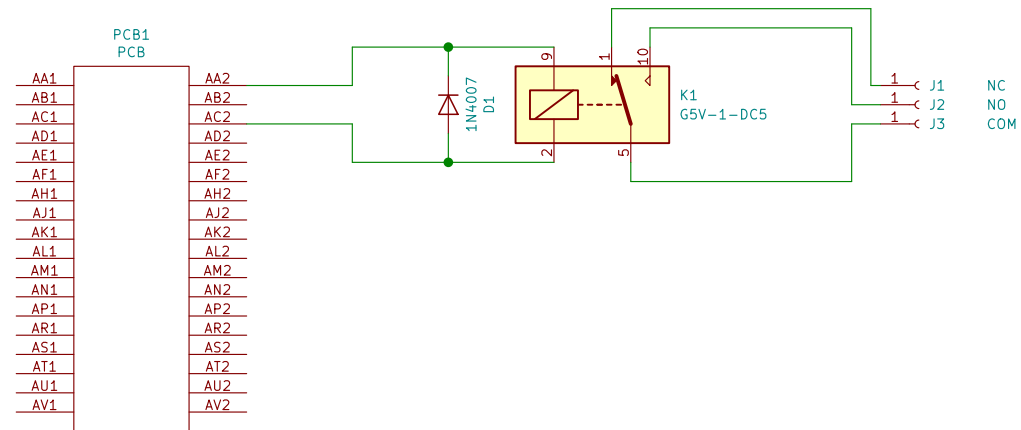 PCB1
PCB
AA1 AA2
AB1 AB2
AC1 AC2
AD1 AD2
AE1 AE2
AF1 AF2
AH1 AH2
AJ1 AJ2
AK1 AK2
AL1 AL2
AM1 AM2
AN1 AN2
AP1 AP2
AR1 AR2
AS1 AS2
AT1 AT2
AU1 AU2
AV1 AV2
1N4007
D1
9
1
10
2
5
K1
G5V-1-DC5
1 J1 NC
1 J2 NO
1 J3 COM